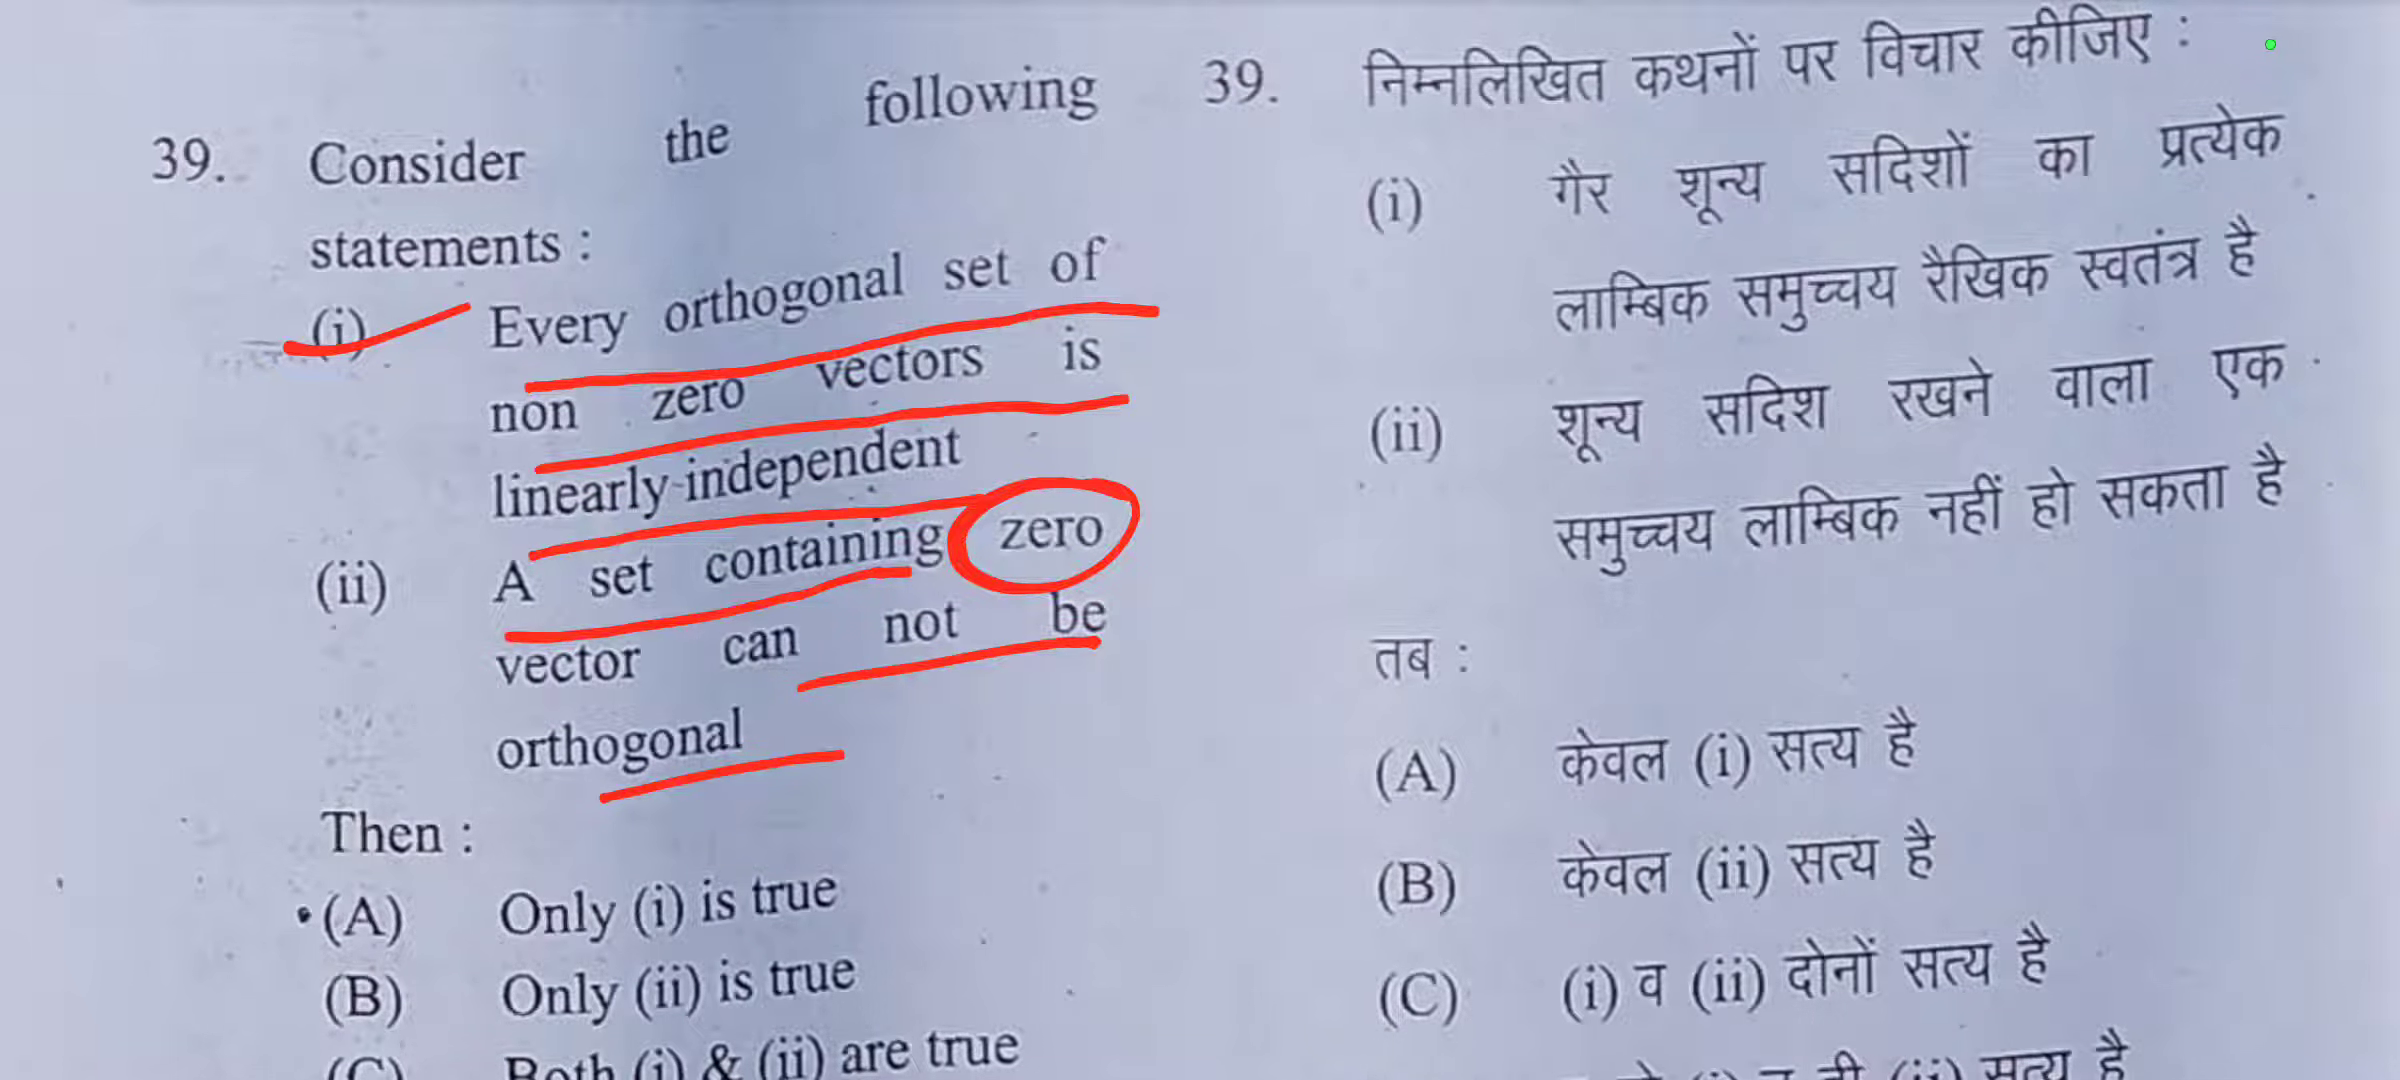 39. Consider the following
statements :
(i) Every orthogonal set of
non zero vectors is
linearly independent
(ii) A set containing zero
vector can not be
orthogonal
Then :
(A) Only (i) is true
(B) Only (ii) is true
(C) Both (i) & (ii) are true
39. निम्नलिखित कथनों पर विचार कीजिए :
(i) गैर शून्य सदिशों का प्रत्येक
लाम्बिक समुच्चय रैखिक स्वतंत्र है
(ii) शून्य सदिश रखने वाला एक
समुच्चय लाम्बिक नहीं हो सकता है
तब :
(A) केवल (i) सत्य है
(B) केवल (ii) सत्य है
(C) (i) व (ii) दोनों सत्य है
(ii) सत्य है